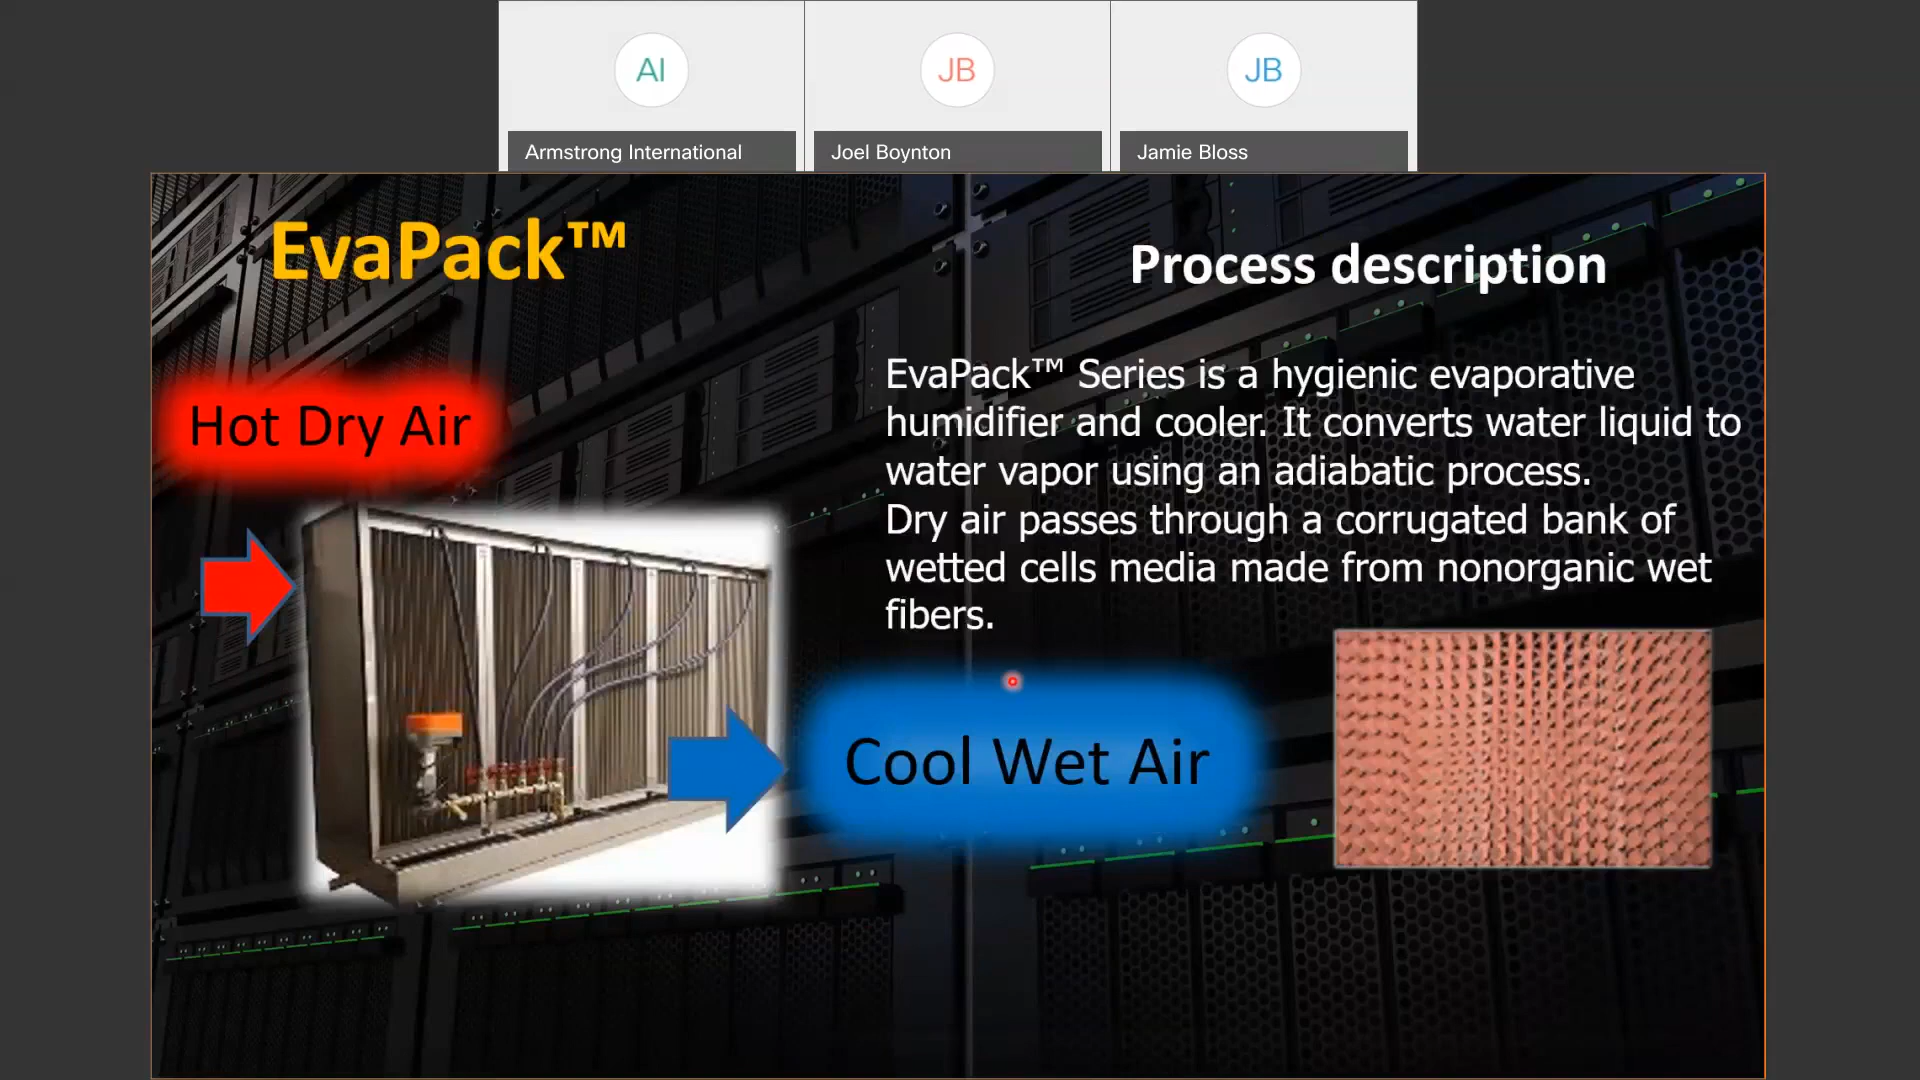 AI
JB
JB
Armstrong International
Joel Boynton
Jamie Bloss
EvaPack™
Process description
Hot Dry Air
EvaPack™ Series is a hygienic evaporative
humidifier and cooler. It converts water liquid to
water vapor using an adiabatic process.
Dry air passes through a corrugated bank of
wetted cells media made from nonorganic wet
fibers.
Cool Wet Air